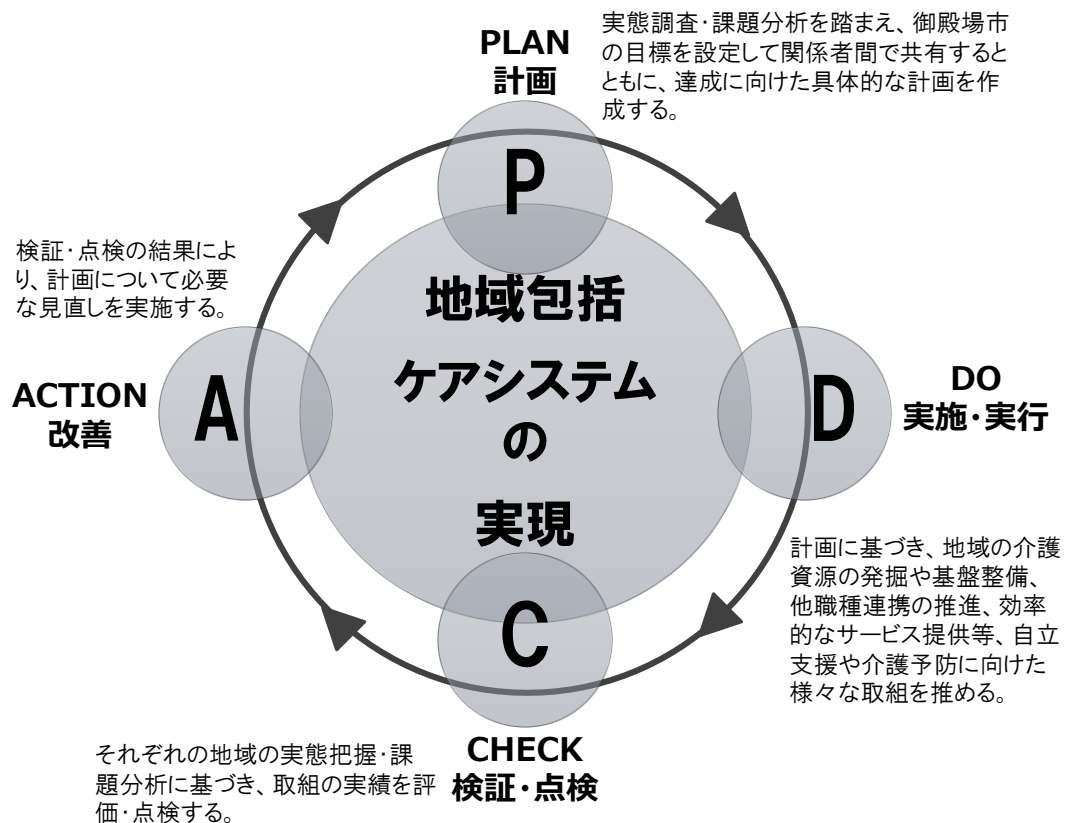 PLAN
計画
実態調査・課題分析を踏まえ、御殿場市
の目標を設定して関係者間で共有すると
ともに、達成に向けた具体的な計画を作
成する。
P
検証・点検の結果によ
り、計画について必要
な見直しを実施する。
地域包括
ケアシステム
の
実現
ACTION
改善
A
D
DO
実施・実行
計画に基づき、地域の介護
資源の発掘や基盤整備、
他職種連携の推進、効率
的なサービス提供等、自立
支援や介護予防に向けた
様々な取組を推める。
C
CHECK
検証・点検
それぞれの地域の実態把握・課
題分析に基づき、取組の実績を評
価・点検する。